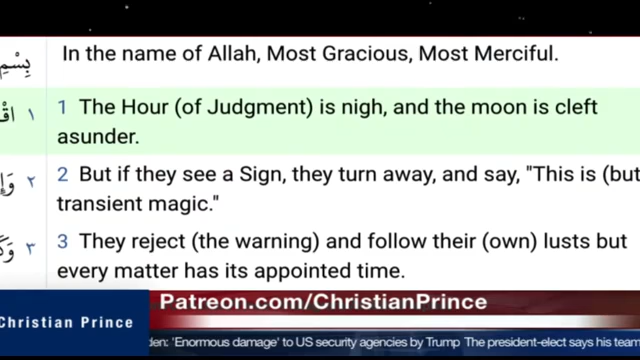 بِسْمِ In the name of Allah, Most Gracious, Most Merciful.
١ 1 The Hour (of Judgment) is nigh, and the moon is cleft
asunder.
٢ 2 But if they see a Sign, they turn away, and say, "This is (but
transient magic."
٣ 3 They reject (the warning) and follow their (own) lusts but
every matter has its appointed time.
Patreon.com/ChristianPrince
Christian Prince
den: 'Enormous damage' to US security agencies by Trump The president-elect says his team